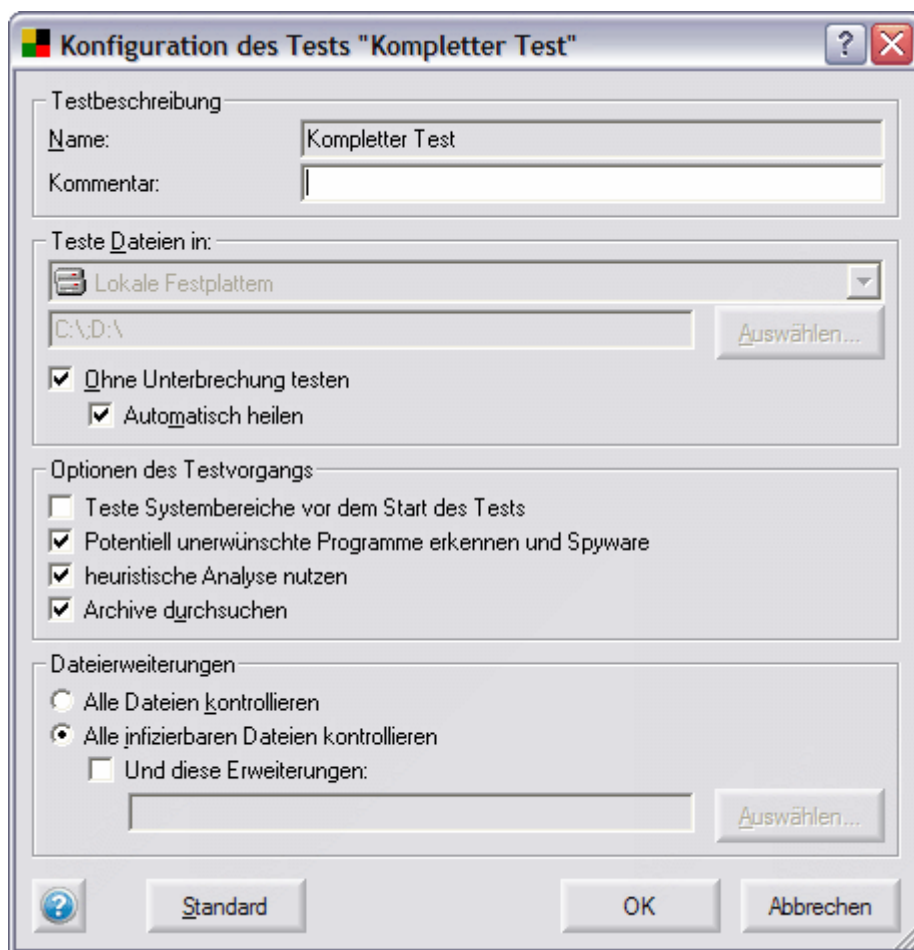 Konfiguration des Tests "Kompletter Test"
Testbeschreibung
Name: Kompletter Test
Kommentar:
Teste Dateien in:
Lokale Festplattem
C:\;D:\ Auswählen...
Ohne Unterbrechung testen
Automatisch heilen
Optionen des Testvorgangs
Teste Systembereiche vor dem Start des Tests
Potentiell unerwünschte Programme erkennen und Spyware
heuristische Analyse nutzen
Archive durchsuchen
Dateierweiterungen
Alle Dateien kontrollieren
Alle infizierbaren Dateien kontrollieren
Und diese Erweiterungen:
Auswählen...
Standard OK Abbrechen